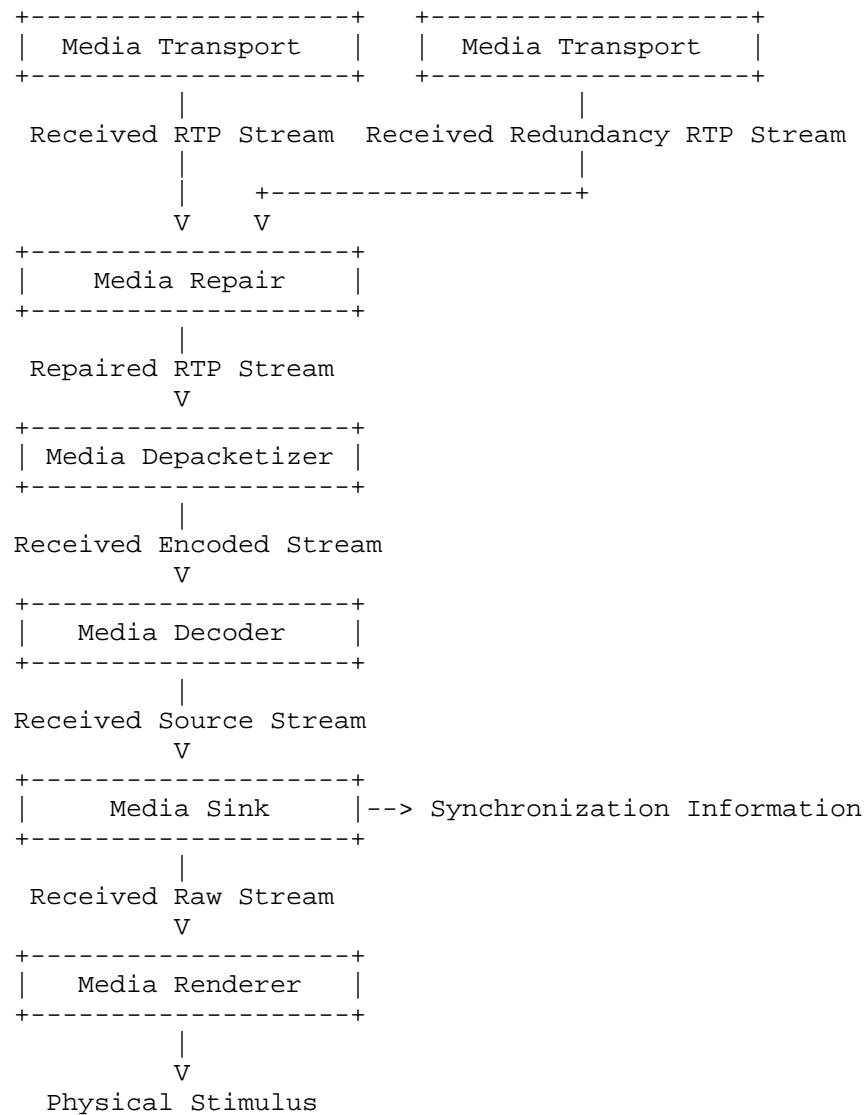 +--------------------+   +---------------------+
|   Media Transport   |   |   Media Transport   |
+--------------------+   +---------------------+
|                         |
Received RTP Stream  Received Redundancy RTP Stream
|                         |
|    +-------------------+
V    V
+--------------------+
|    Media Repair    |
+--------------------+
|
Repaired RTP Stream
V
+--------------------+
| Media Depacketizer |
+--------------------+
|
Received Encoded Stream
V
+--------------------+
|   Media Decoder    |
+--------------------+
|
Received Source Stream
V
+--------------------+
|     Media Sink     |--> Synchronization Information
+--------------------+
|
Received Raw Stream
V
+--------------------+
|   Media Renderer   |
+--------------------+
|
V
Physical Stimulus